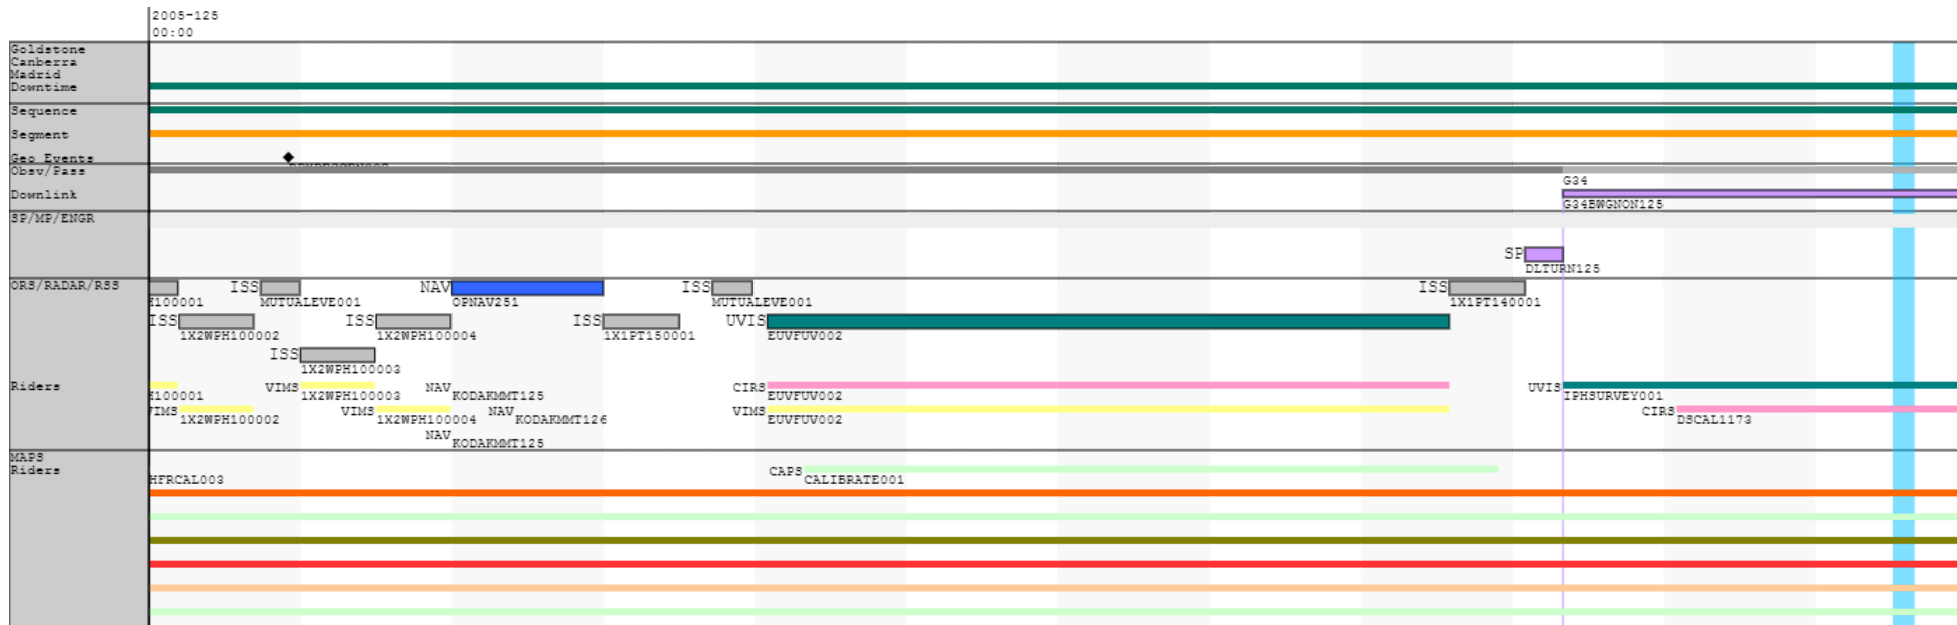 2005-125
00:00
Goldstone
Canberra
Madrid
Downtime
Sequence
Segment
Geo Events
Obsv/Pass
G34
Downlink
G34BWGNON125
SP/MP/ENGR
SP
DLTURN125
ORS/RADAR/RSS
ISS NAV ISS ISS
H100001 MUTUALEVE001 OPNAV251 MUTUALEVE001 1X1PT140001
ISS ISS ISS UVIS
1X2WPH100002 1X2WPH100004 1X1PT150001 EUVFUV002
ISS
1X2WPH100003
Riders VIMS NAV CIRS UVIS
H100001 1X2WPH100003 KODAKMMT125 EUVFUV002 IPHSURVEY001
VIMS VIMS NAV VIMS CIRS
1X2WPH100002 1X2WPH100004 KODAKMMT126 EUVFUV002 DSCAL1173
NAV
KODAKMMT125
MAPS
Riders CAPS
HFRCAL003 CALIBRATE001